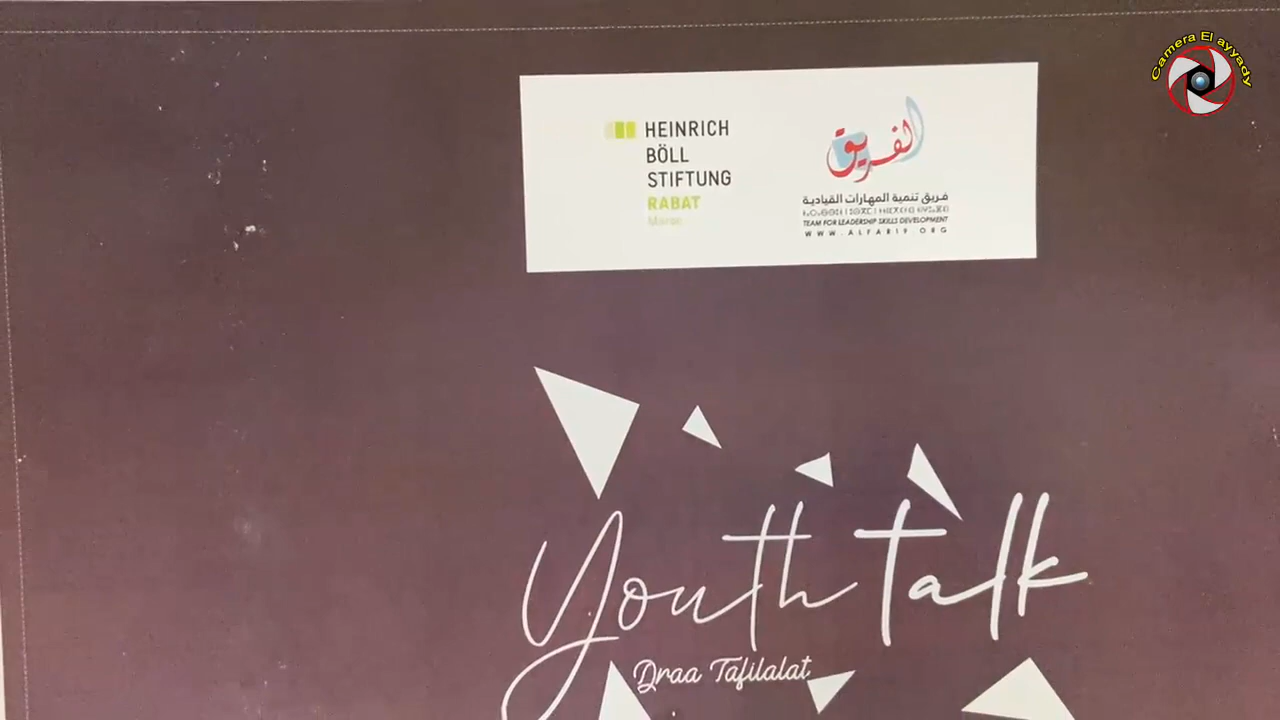 Camera El ayyady
HEINRICH
BÖLL
STIFTUNG
RABAT
Maroc
الفريق
فريق تنمية المهارات القيادية
TEAM FOR LEADERSHIP SKILLS DEVELOPMENT
WWW.ALFARI9.ORG
Youth talk
Draa Tafilalat